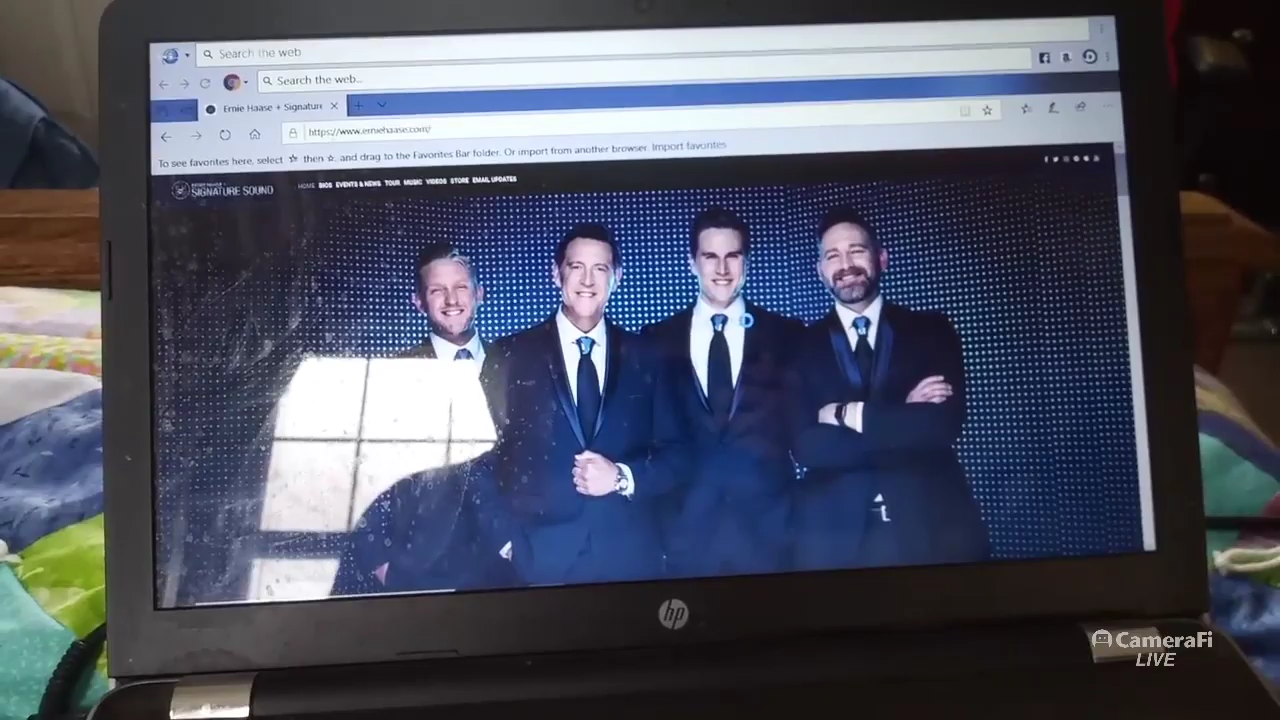 Search the web
Search the web...
Ernie Haase + Signature
https://www.erniehaase.com/
To see favorites here, select ☆ then ☆, and drag to the Favorites Bar folder. Or import from another browser. Import favorites
SIGNATURE SOUND
HOME BIOS EVENTS & NEWS TOUR MUSIC VIDEOS STORE EMAIL UPDATES
hp
CameraFi
LIVE